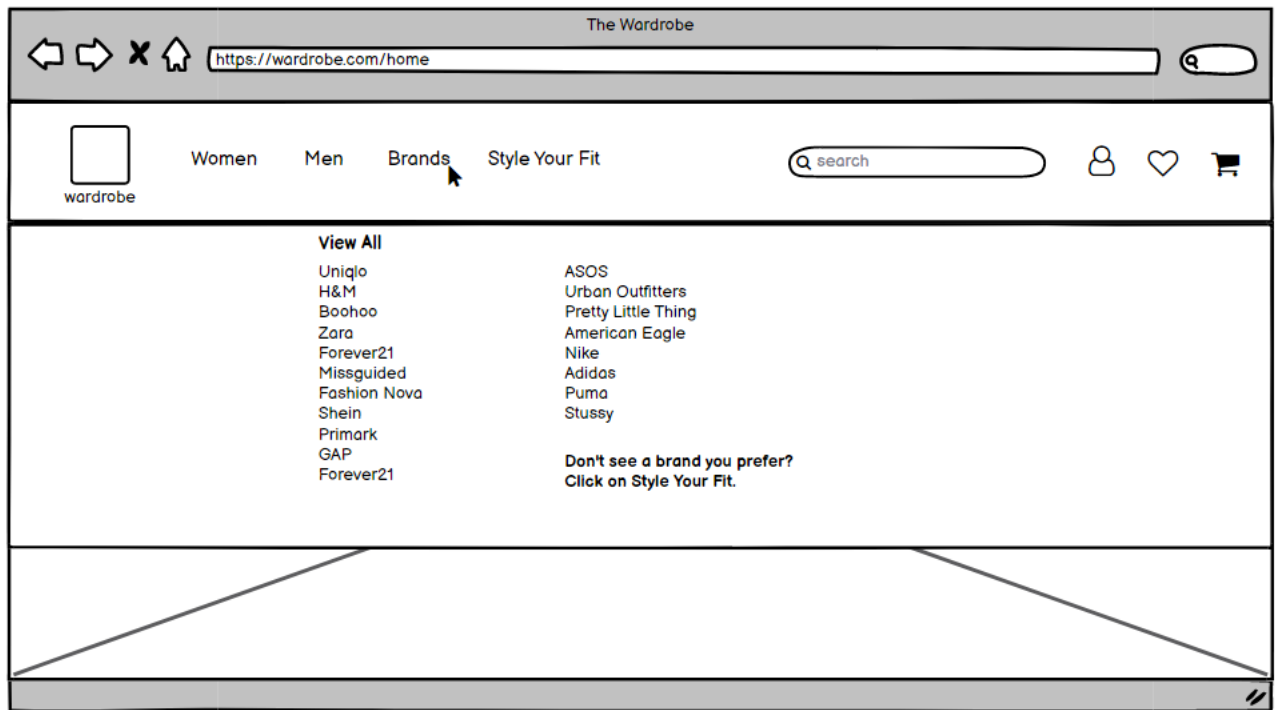 The Wardrobe
https://wardrobe.com/home
Women Men Brands Style Your Fit search
wardrobe
View All
Uniqlo
H&M
Boohoo
Zara
Forever21
Missguided
Fashion Nova
Shein
Primark
GAP
Forever21
ASOS
Urban Outfitters
Pretty Little Thing
American Eagle
Nike
Adidas
Puma
Stussy
Don't see a brand you prefer?
Click on Style Your Fit.